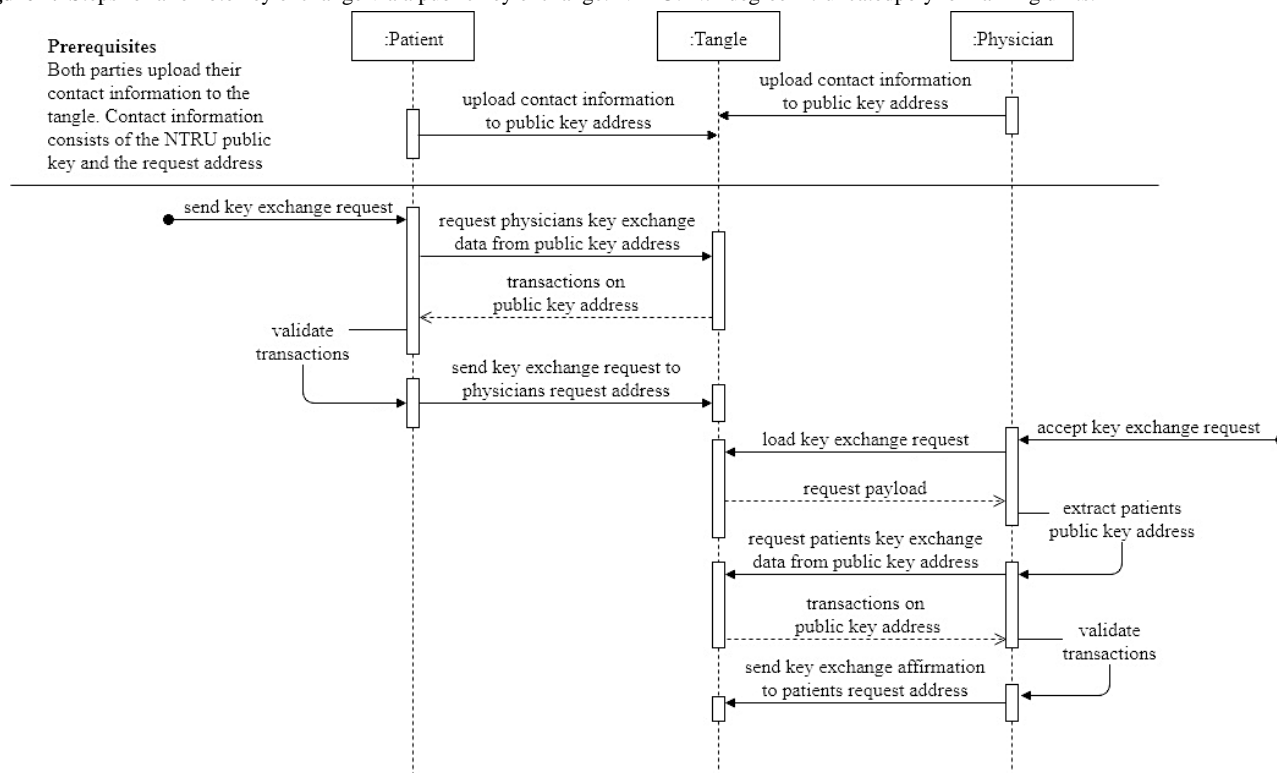 :Patient
:Tangle
:Physician
Prerequisites
Both parties upload their
contact information to the
tangle. Contact information
consists of the NTRU public
key and the request address
upload contact information
to public key address
upload contact information
to public key address
send key exchange request
request physicians key exchange
data from public key address
transactions on
public key address
validate
transactions
send key exchange request to
physicians request address
accept key exchange request
load key exchange request
request payload
extract patients
public key address
request patients key exchange
data from public key address
transactions on
public key address
validate
transactions
send key exchange affirmation
to patients request address